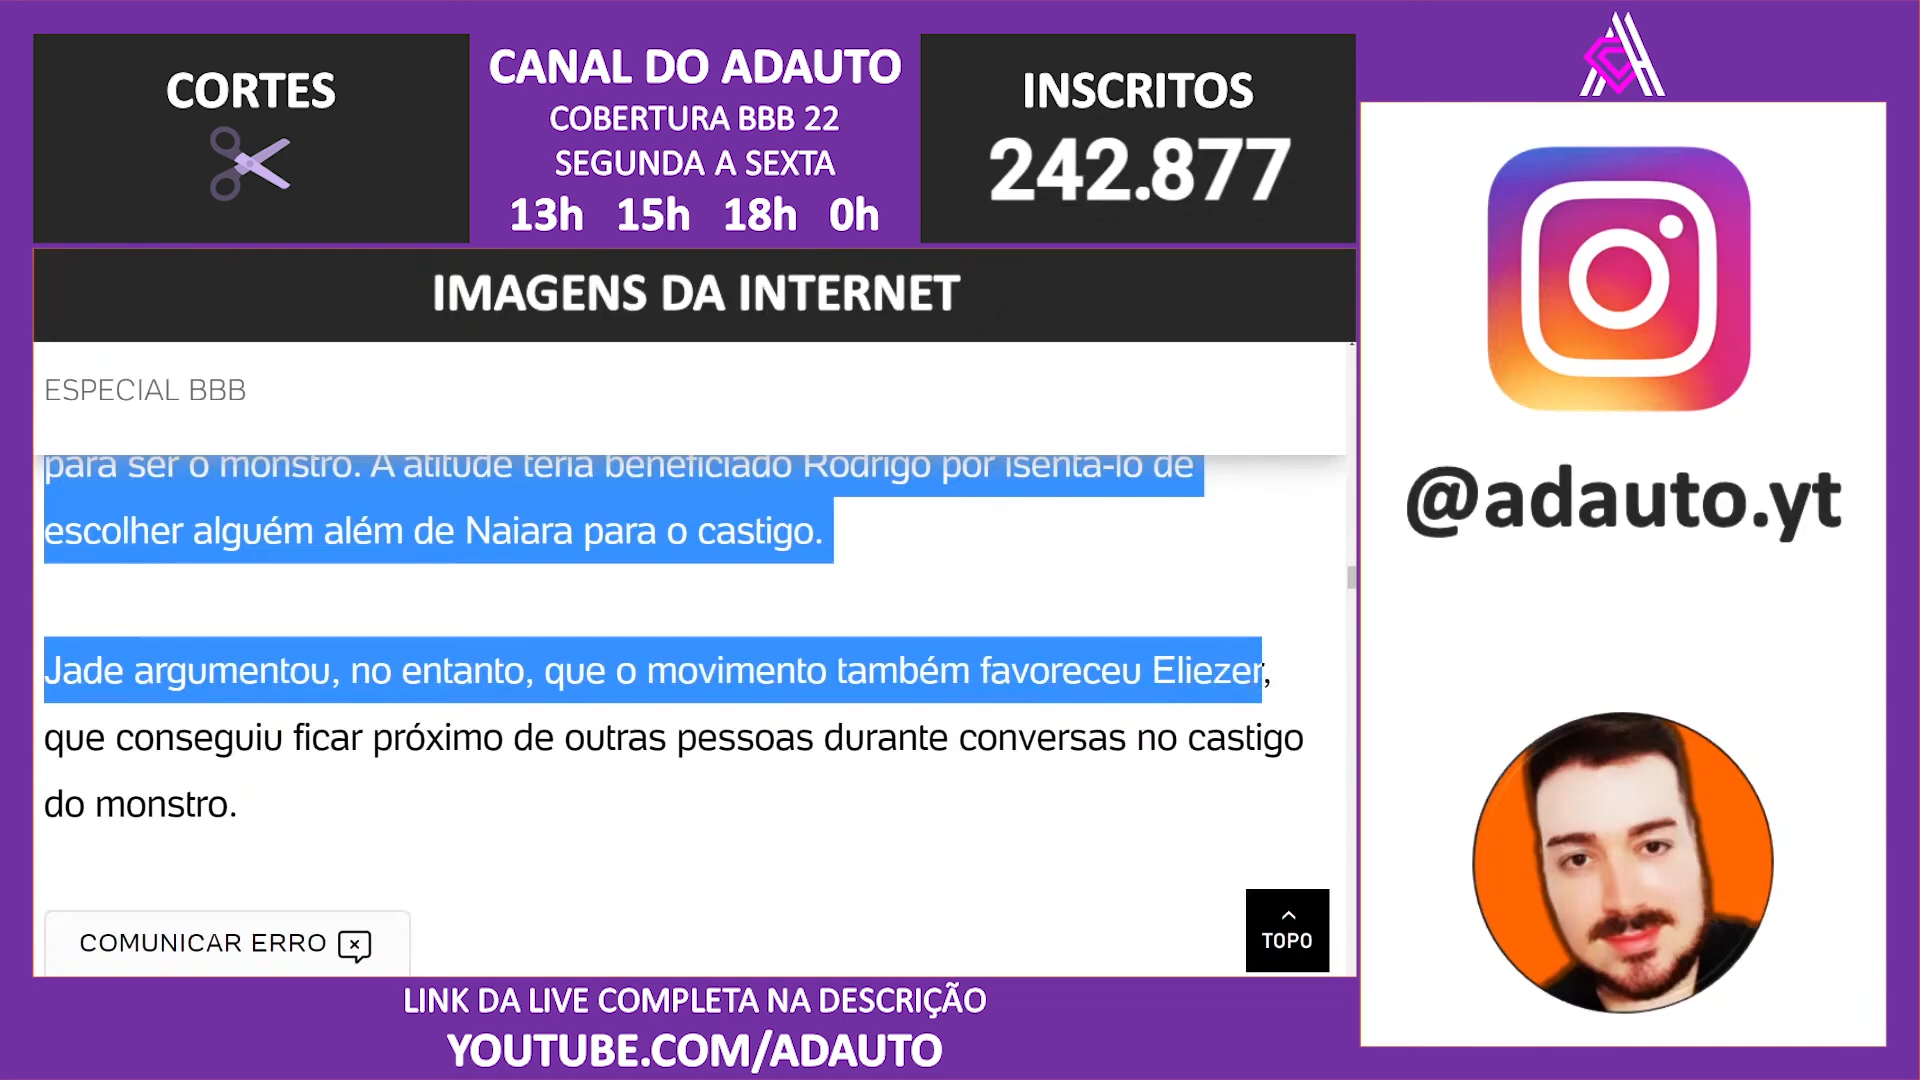 CORTES
CANAL DO ADAUTO
COBERTURA BBB 22
SEGUNDA A SEXTA
13h 15h 18h 0h
INSCRITOS
242.877
IMAGENS DA INTERNET
ESPECIAL BBB
para ser o monstro. A atitude teria beneficiado Rodrigo por isentá-lo de
escolher alguém além de Naiara para o castigo.
Jade argumentou, no entanto, que o movimento também favoreceu Eliezer,
que conseguiu ficar próximo de outras pessoas durante conversas no castigo
do monstro.
COMUNICAR ERRO
TOPO
LINK DA LIVE COMPLETA NA DESCRIÇÃO
YOUTUBE.COM/ADAUTO
@adauto.yt